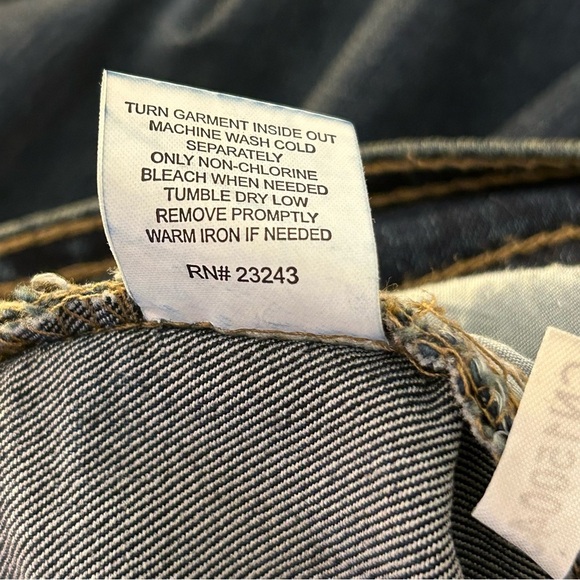 TURN GARMENT INSIDE OUT
MACHINE WASH COLD
SEPARATELY
ONLY NON-CHLORINE
BLEACH WHEN NEEDED
TUMBLE DRY LOW
REMOVE PROMPTLY
WARM IRON IF NEEDED
RN# 23243